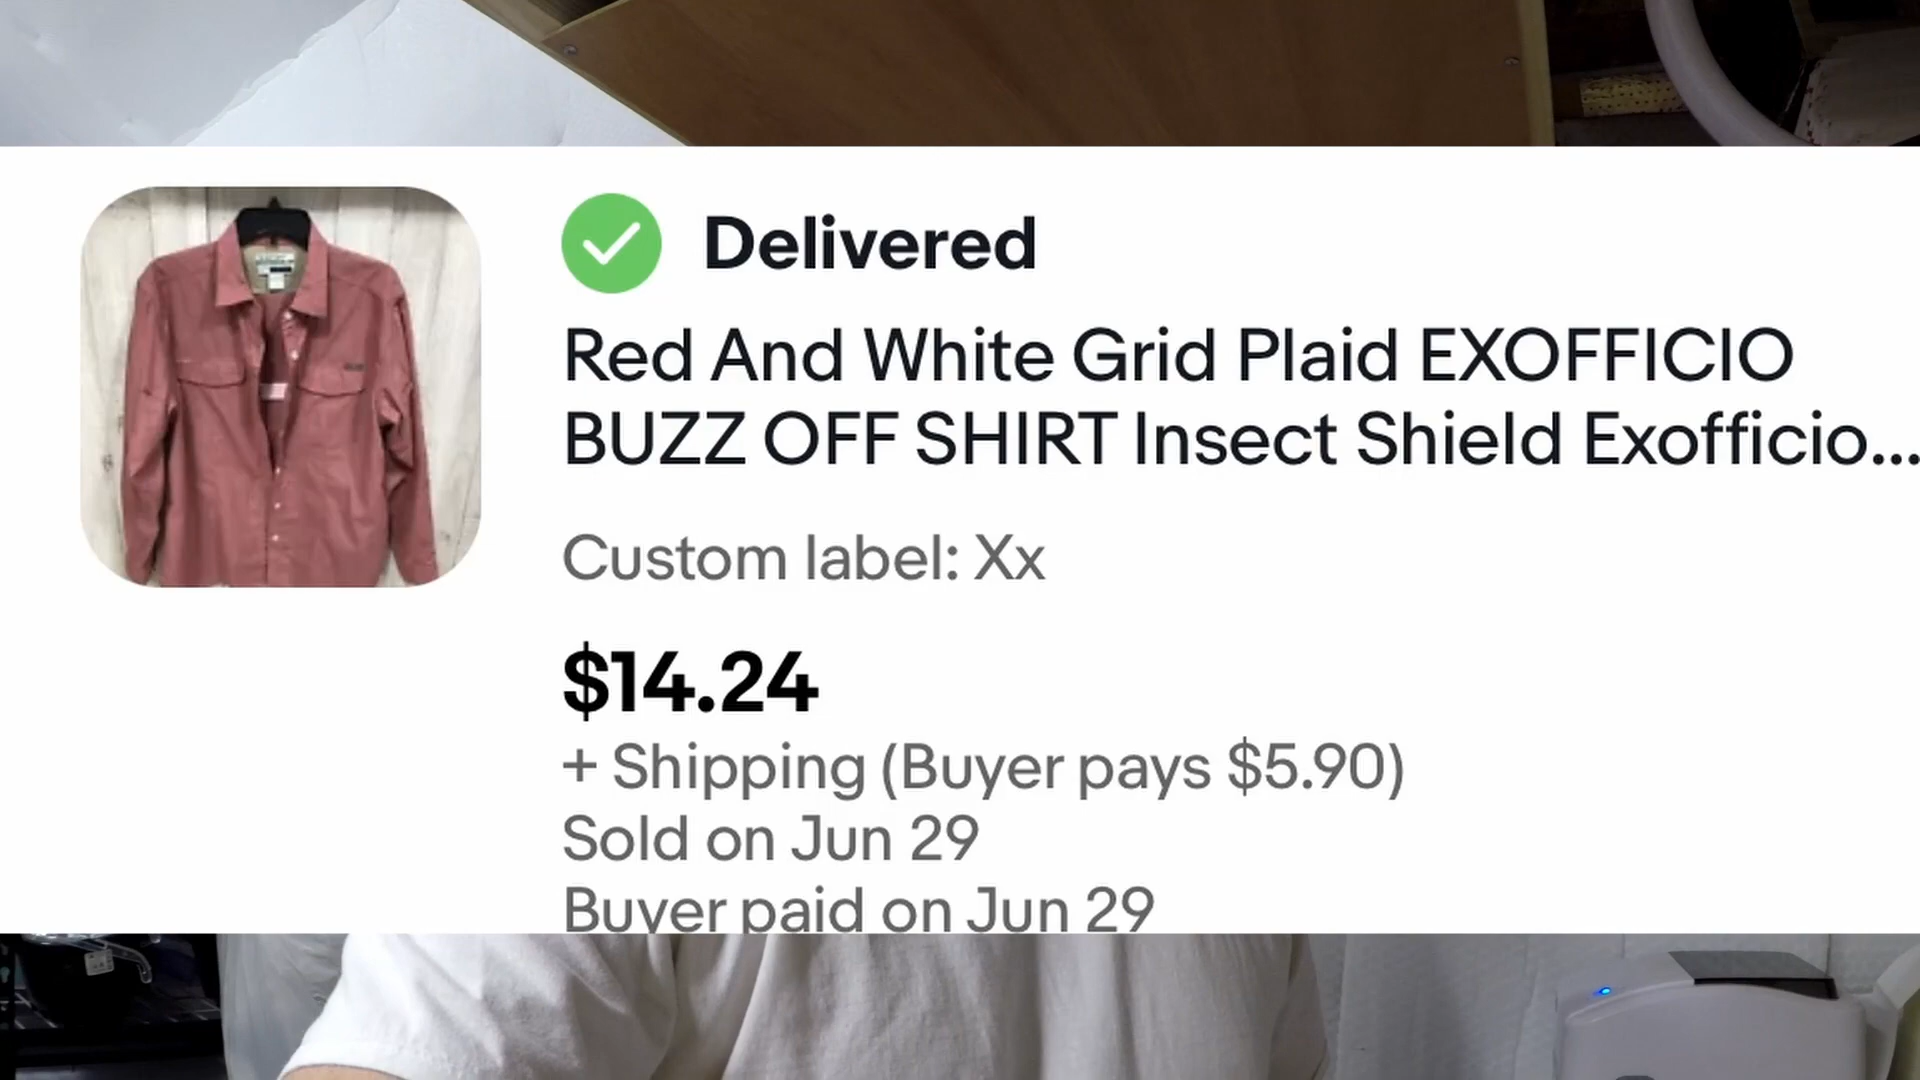 Delivered
Red And White Grid Plaid EXOFFICIO
BUZZ OFF SHIRT Insect Shield Exofficio...
Custom label: Xx
$14.24
+ Shipping (Buyer pays $5.90)
Sold on Jun 29
Buyer paid on Jun 29